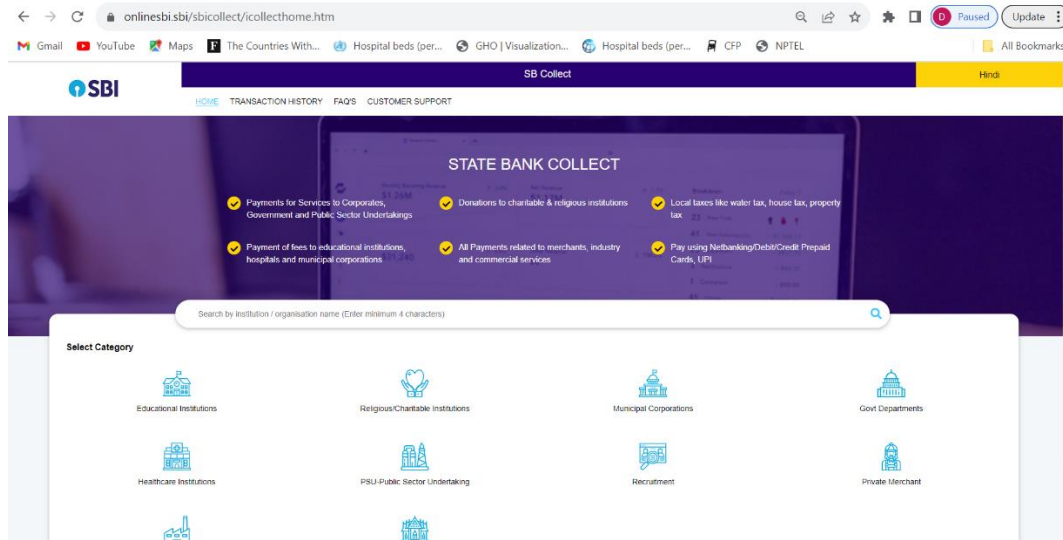 onlinesbi.sbi/sbicollect/icollecthome.htm
D Paused Update
Gmail YouTube Maps The Countries With... Hospital beds (per... GHO | Visualization... Hospital beds (per... CFP NPTEL All Bookmarks
SBI
SB Collect
Hindi
HOME TRANSACTION HISTORY FAQ'S CUSTOMER SUPPORT
STATE BANK COLLECT
Payments for Services to Corporates,
Government and Public Sector Undertakings
Donations to charitable & religious institutions
Local taxes like water tax, house tax, property
tax
Payment of fees to educational institutions,
hospitals and municipal corporations
All Payments related to merchants, industry
and commercial services
Pay using Netbanking/Debit/Credit Prepaid
Cards, UPI
Search by institution / organisation name (Enter minimum 4 characters)
Select Category
Educational Institutions
Religious/Charitable Institutions
Municipal Corporations
Govt Departments
Healthcare Institutions
PSU-Public Sector Undertaking
Recruitment
Private Merchant